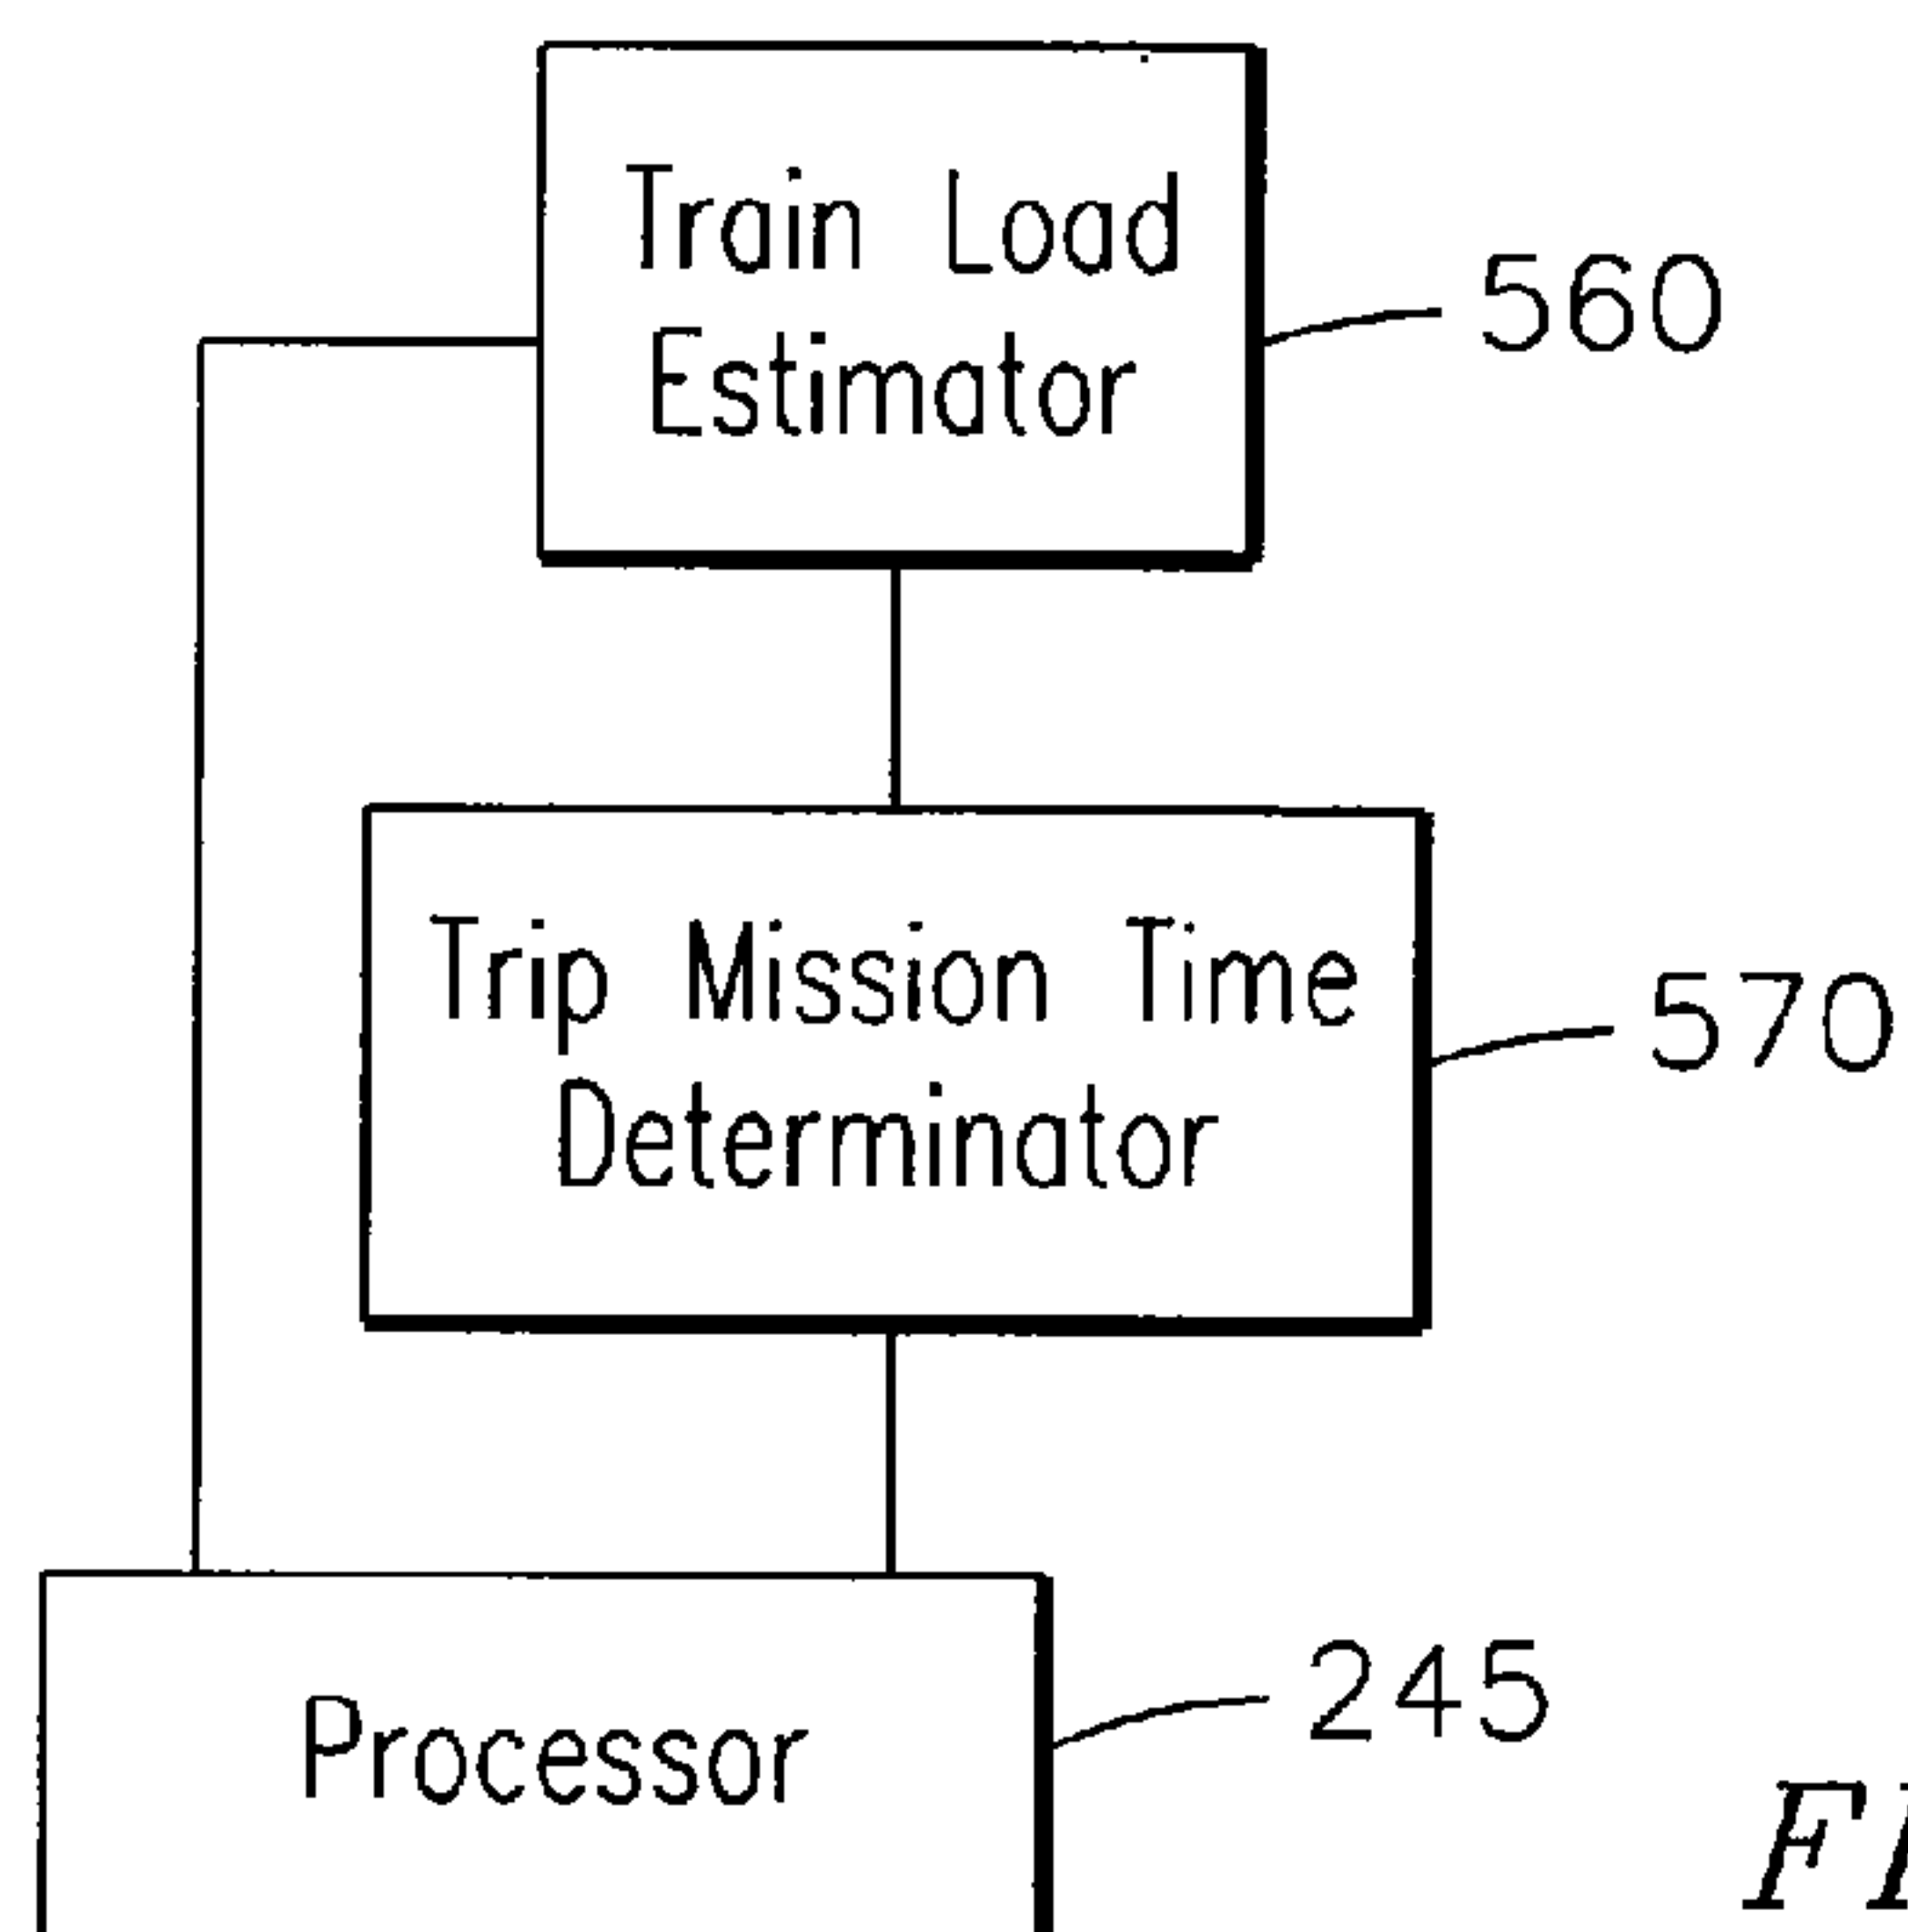 Train Load
Estimator
560
Trip Mission Time
Determinator
570
Processor
245